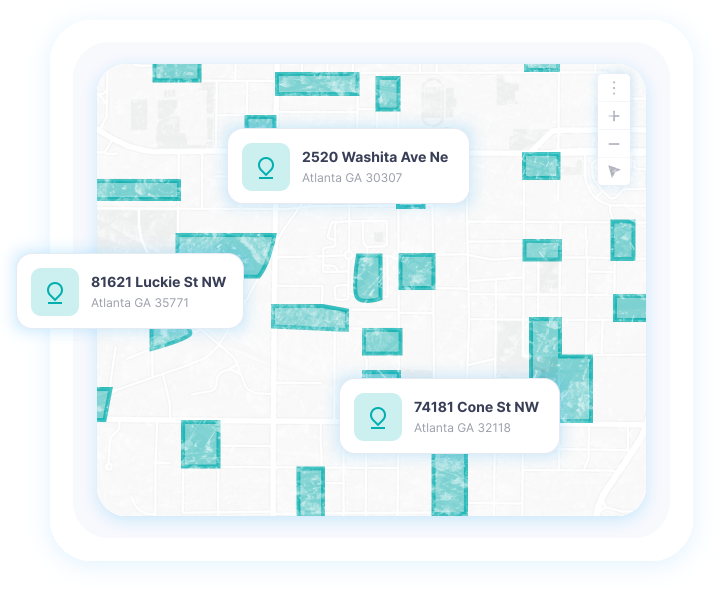 2520 Washita Ave Ne
Atlanta GA 30307
81621 Luckie St NW
Atlanta GA 35771
74181 Cone St NW
Atlanta GA 32118